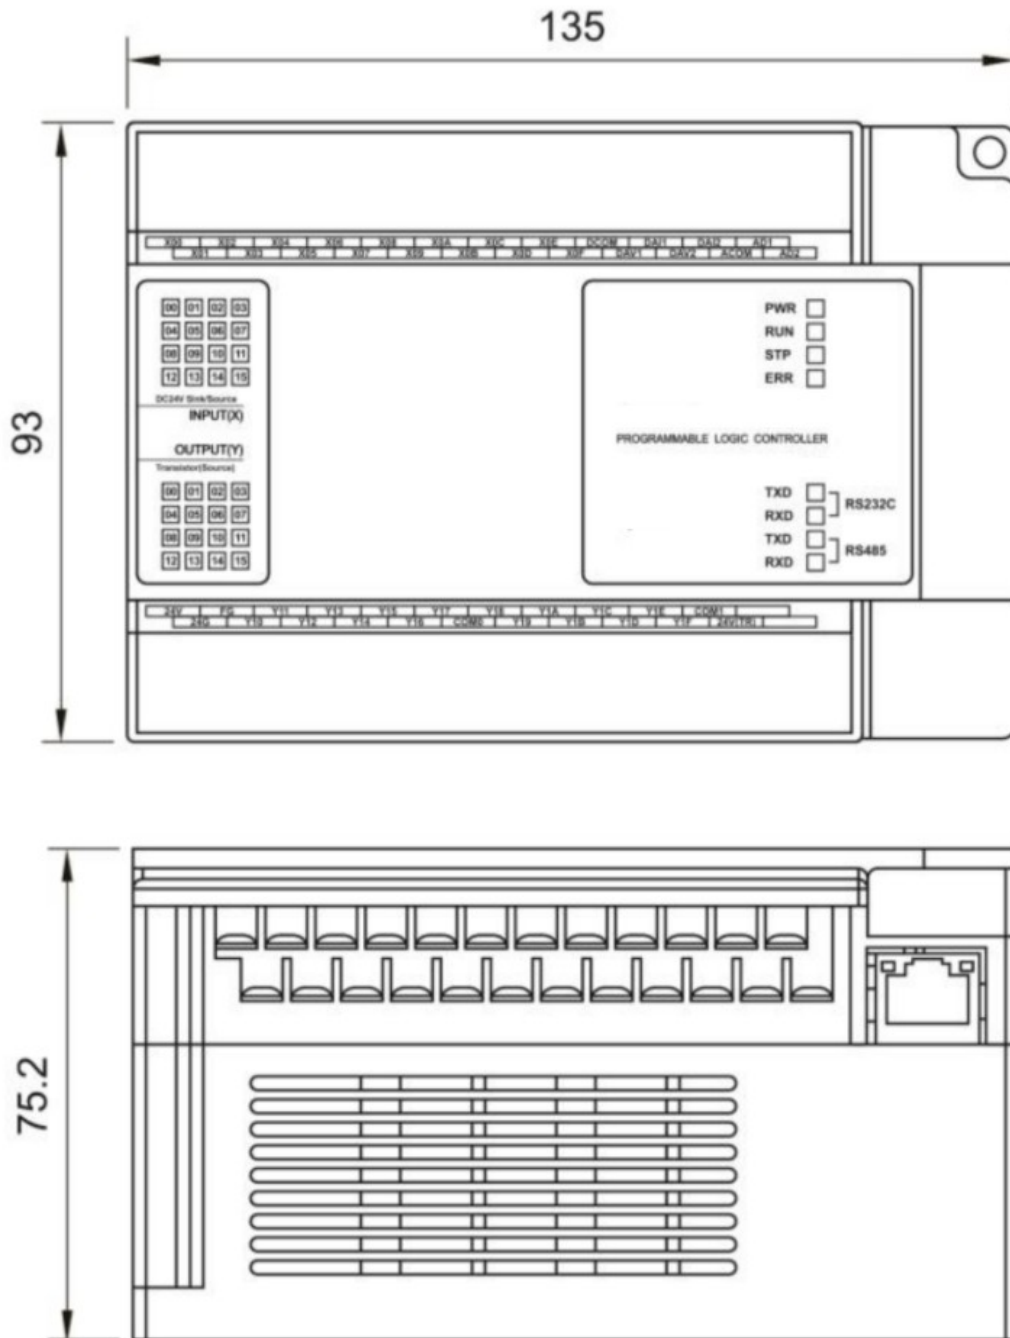 135
93
X00 X02 X04 X06 X08 X0A X0C X0E DCOM DAI1 DAI2 AD1
X01 X03 X05 X07 X09 X0B X0D X0F DAV1 DAV2 ACOM AD2
00 01 02 03
04 05 06 07
08 09 10 11
12 13 14 15
DC24V Sink/Source
INPUT(X)
OUTPUT(Y)
Transistor(Source)
00 01 02 03
04 05 06 07
08 09 10 11
12 13 14 15
PWR
RUN
STP
ERR
PROGRAMMABLE LOGIC CONTROLLER
TXD
RXD
RS232C
TXD
RXD
RS485
24V FG Y11 Y13 Y15 Y17 Y18 Y1A Y1C Y1E COM1
24G Y10 Y12 Y14 Y16 COM0 Y19 Y1B Y1D Y1F 24V(TR)
75.2